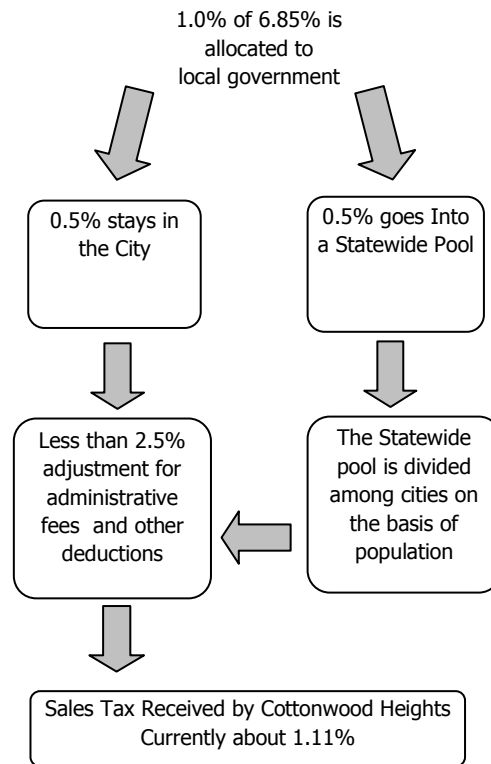 1.0% of 6.85% is
allocated to
local government
0.5% stays in
the City
0.5% goes Into
a Statewide Pool
Less than 2.5%
adjustment for
administrative
fees and other
deductions
The Statewide
pool is divided
among cities on
the basis of
population
Sales Tax Received by Cottonwood Heights
Currently about 1.11%